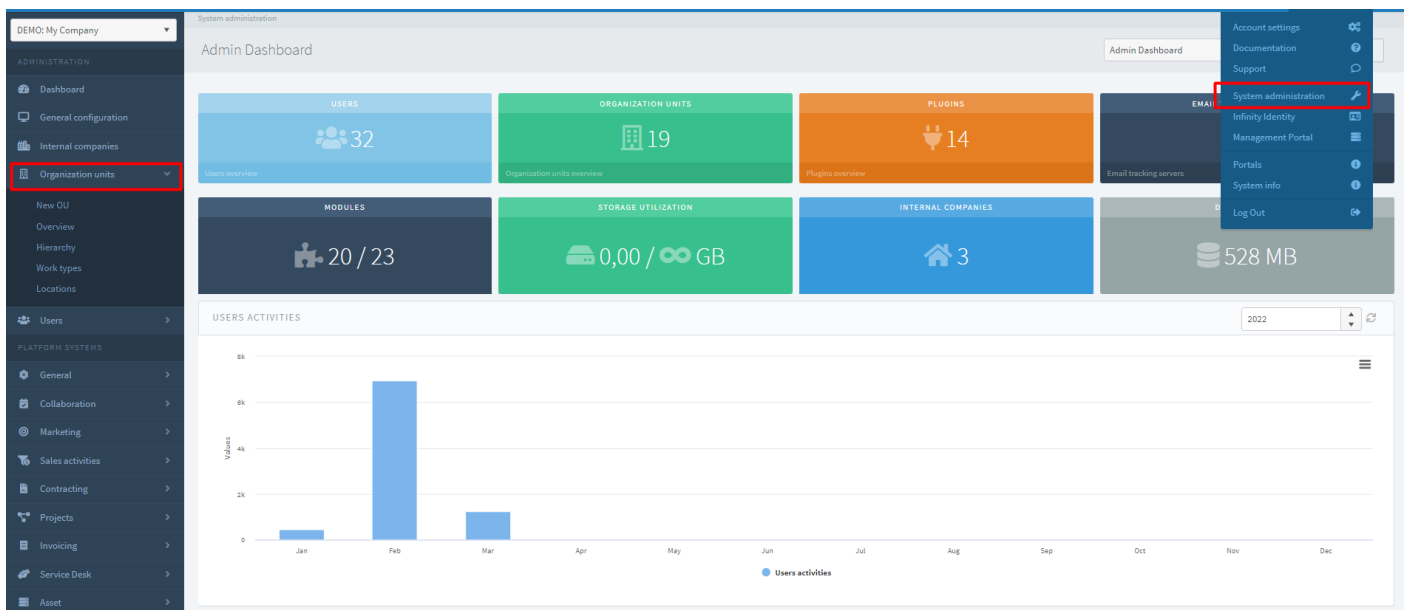 DEMO: My Company
ADMINISTRATION
Dashboard
General configuration
Internal companies
Organization units
New OU
Overview
Hierarchy
Work types
Locations
Users
PLATFORM SYSTEMS
General
Collaboration
Marketing
Sales activities
Contracting
Projects
Invoicing
Service Desk
Asset
System administration
Admin Dashboard
Admin Dashboard
Account settings
Documentation
Support
System administration
Infinity Identity
Management Portal
Portals
System info
Log Out
USERS
32
Users overview
ORGANIZATION UNITS
19
Organization units overview
PLUGINS
14
Plugins overview
EMAI
Email tracking servers
MODULES
20 / 23
STORAGE UTILIZATION
0,00 / ∞ GB
INTERNAL COMPANIES
3
D
528 MB
USERS ACTIVITIES
2022
8k
6k
4k
2k
0
Values
Jan Feb Mar Apr May Jun Jul Aug Sep Oct Nov Dec
Users activities